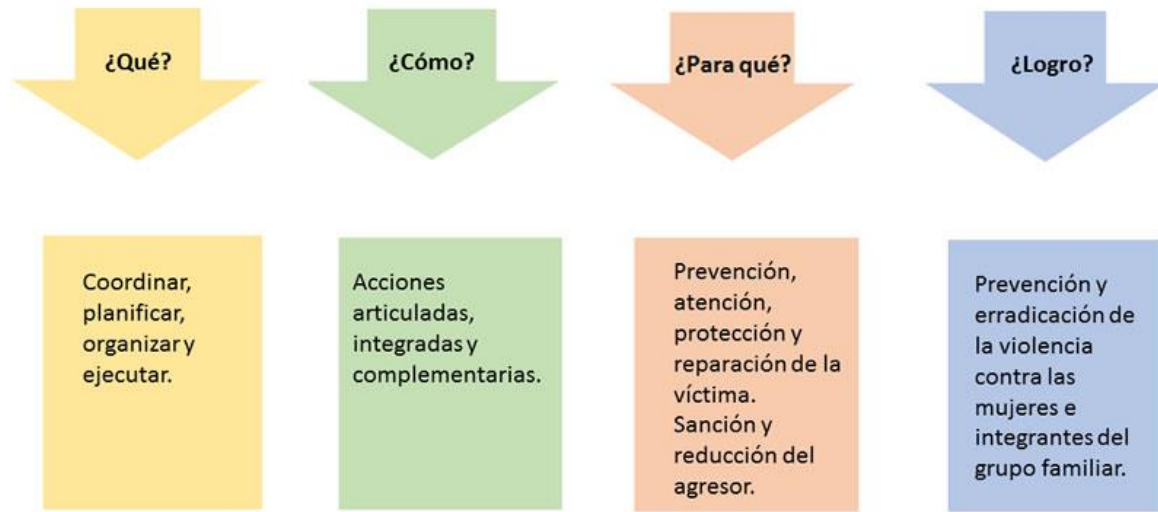 ¿Qué?
¿Cómo?
¿Para qué?
¿Logro?
Coordinar,
planificar,
organizar y
ejecutar.
Acciones
articuladas,
integradas y
complementarias.
Prevención,
atención,
protección y
reparación de la
víctima.
Sanción y
reducción del
agresor.
Prevención y
erradicación de
la violencia
contra las
mujeres e
integrantes del
grupo familiar.